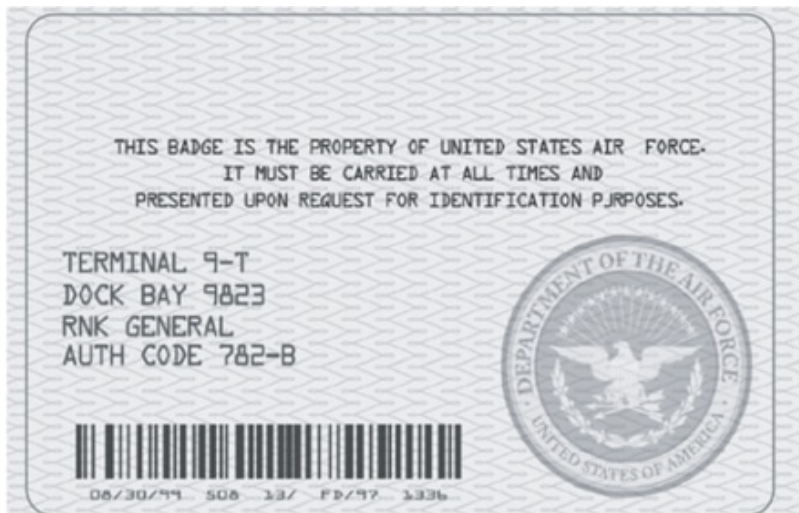 THIS BADGE IS THE PROPERTY OF UNITED STATES AIR FORCE.
IT MUST BE CARRIED AT ALL TIMES AND
PRESENTED UPON REQUEST FOR IDENTIFICATION PJRPOSES.
TERMINAL 9-T
DOCK BAY 9823
RNK GENERAL
AUTH CODE 782-B
DEPARTMENT OF THE AIR FORCE
UNITED STATES OF AMERICA
08/30/99 S08 13/ FD/97 1336